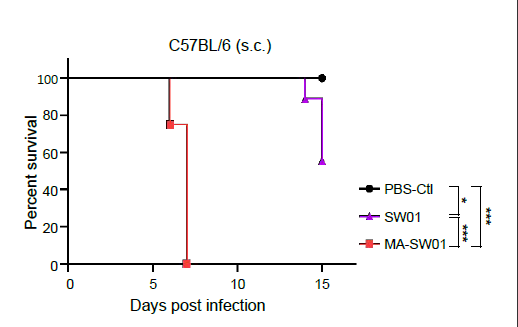 C57BL/6 (s.c.)
100
80
60
40
20
0
Percent survival
0 5 10 15
Days post infection
PBS-Ctl
SW01
MA-SW01
*
***
***